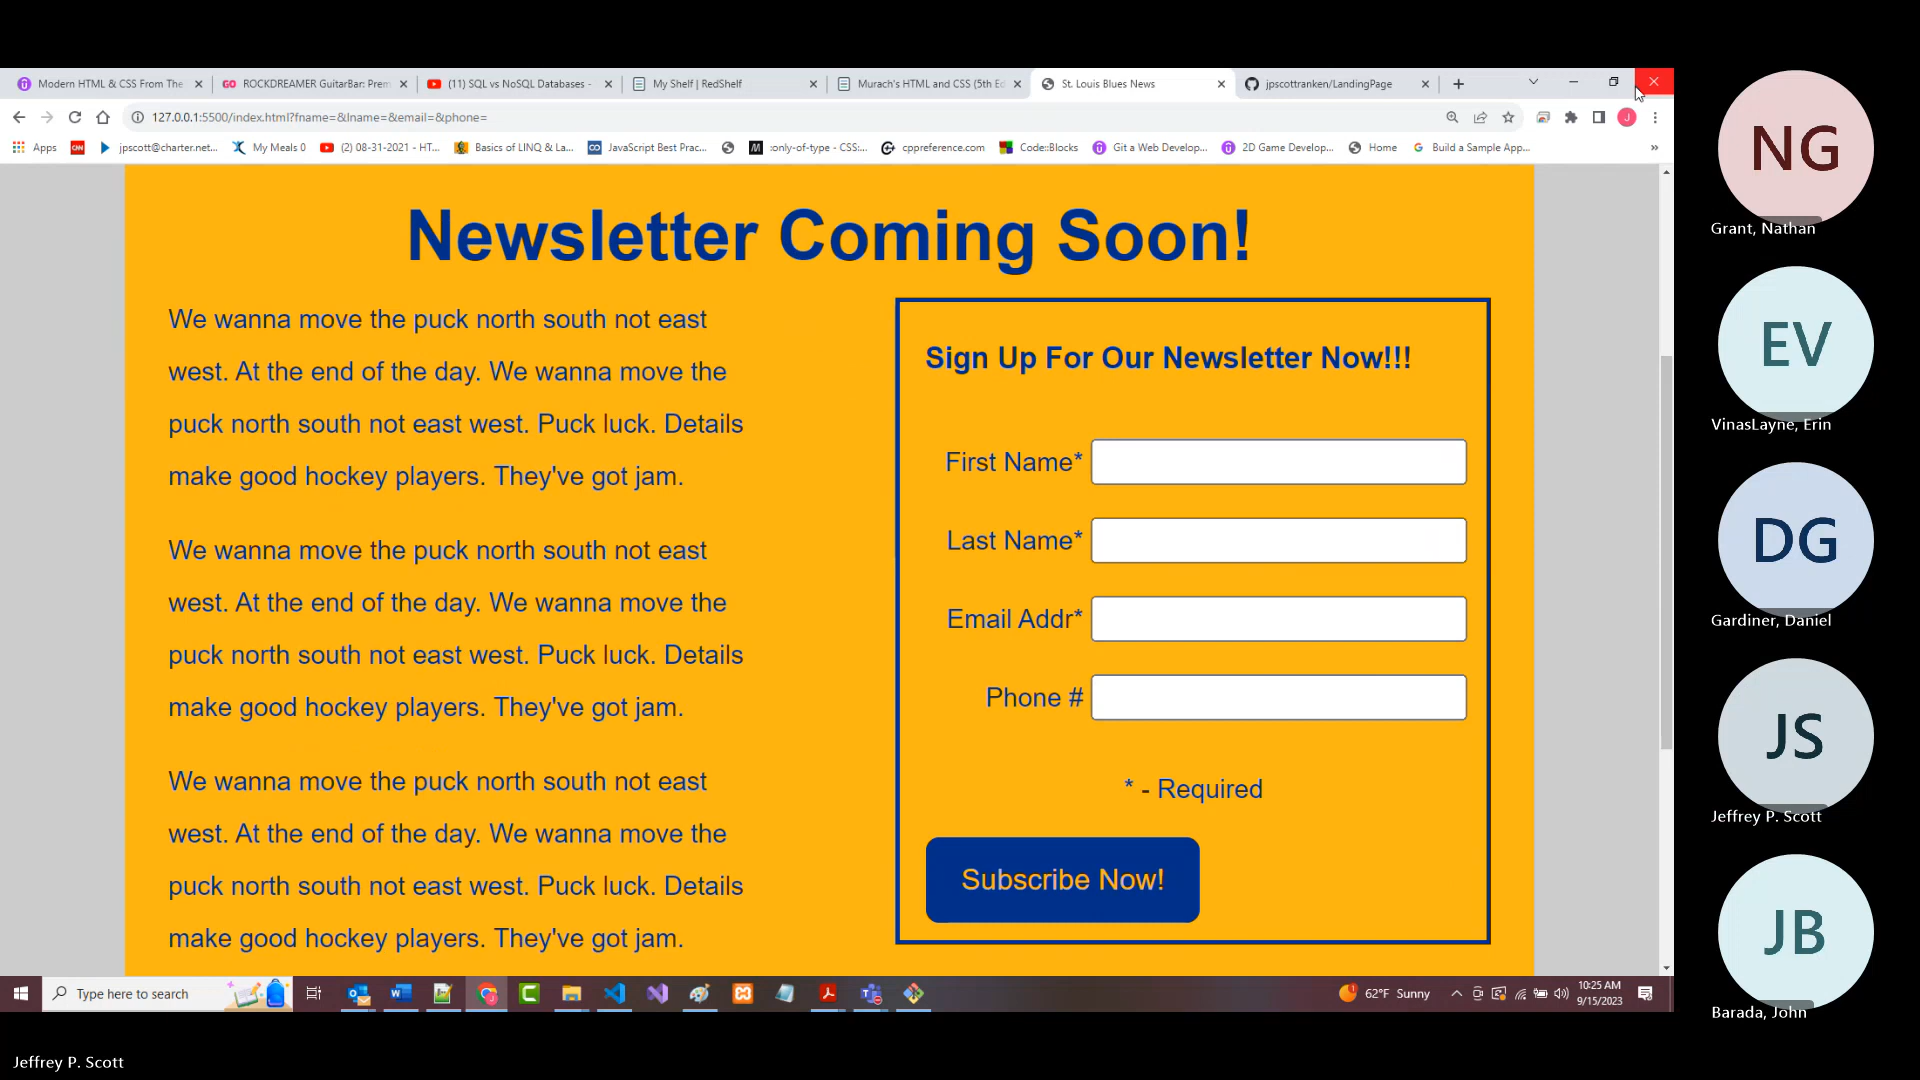 Modern HTML & CSS From The
ROCKDREAMER GuitarBar: Prem
(11) SQL vs NoSQL Databases -
My Shelf | RedShelf
Murach's HTML and CSS (5th Ed
St. Louis Blues News
jpscottranken/LandingPage
127.0.0.1:5500/index.html?fname=&lname=&email=&phone=
J
Apps
CNN
jpscott@charter.net...
My Meals 0
(2) 08-31-2021 - HT...
Basics of LINQ & La...
JavaScript Best Prac...
:only-of-type - CSS:...
cppreference.com
Code::Blocks
Git a Web Develop...
2D Game Develop...
Home
Build a Sample App...
Newsletter Coming Soon!
We wanna move the puck north south not east
west. At the end of the day. We wanna move the
puck north south not east west. Puck luck. Details
make good hockey players. They've got jam.
We wanna move the puck north south not east
west. At the end of the day. We wanna move the
puck north south not east west. Puck luck. Details
make good hockey players. They've got jam.
We wanna move the puck north south not east
west. At the end of the day. We wanna move the
puck north south not east west. Puck luck. Details
make good hockey players. They've got jam.
Sign Up For Our Newsletter Now!!!
First Name*
Last Name*
Email Addr*
Phone #
* - Required
Subscribe Now!
Type here to search
62°F Sunny
10:25 AM
9/15/2023
NG
Grant, Nathan
EV
VinasLayne, Erin
DG
Gardiner, Daniel
JS
Jeffrey P. Scott
JB
Barada, John
Jeffrey P. Scott